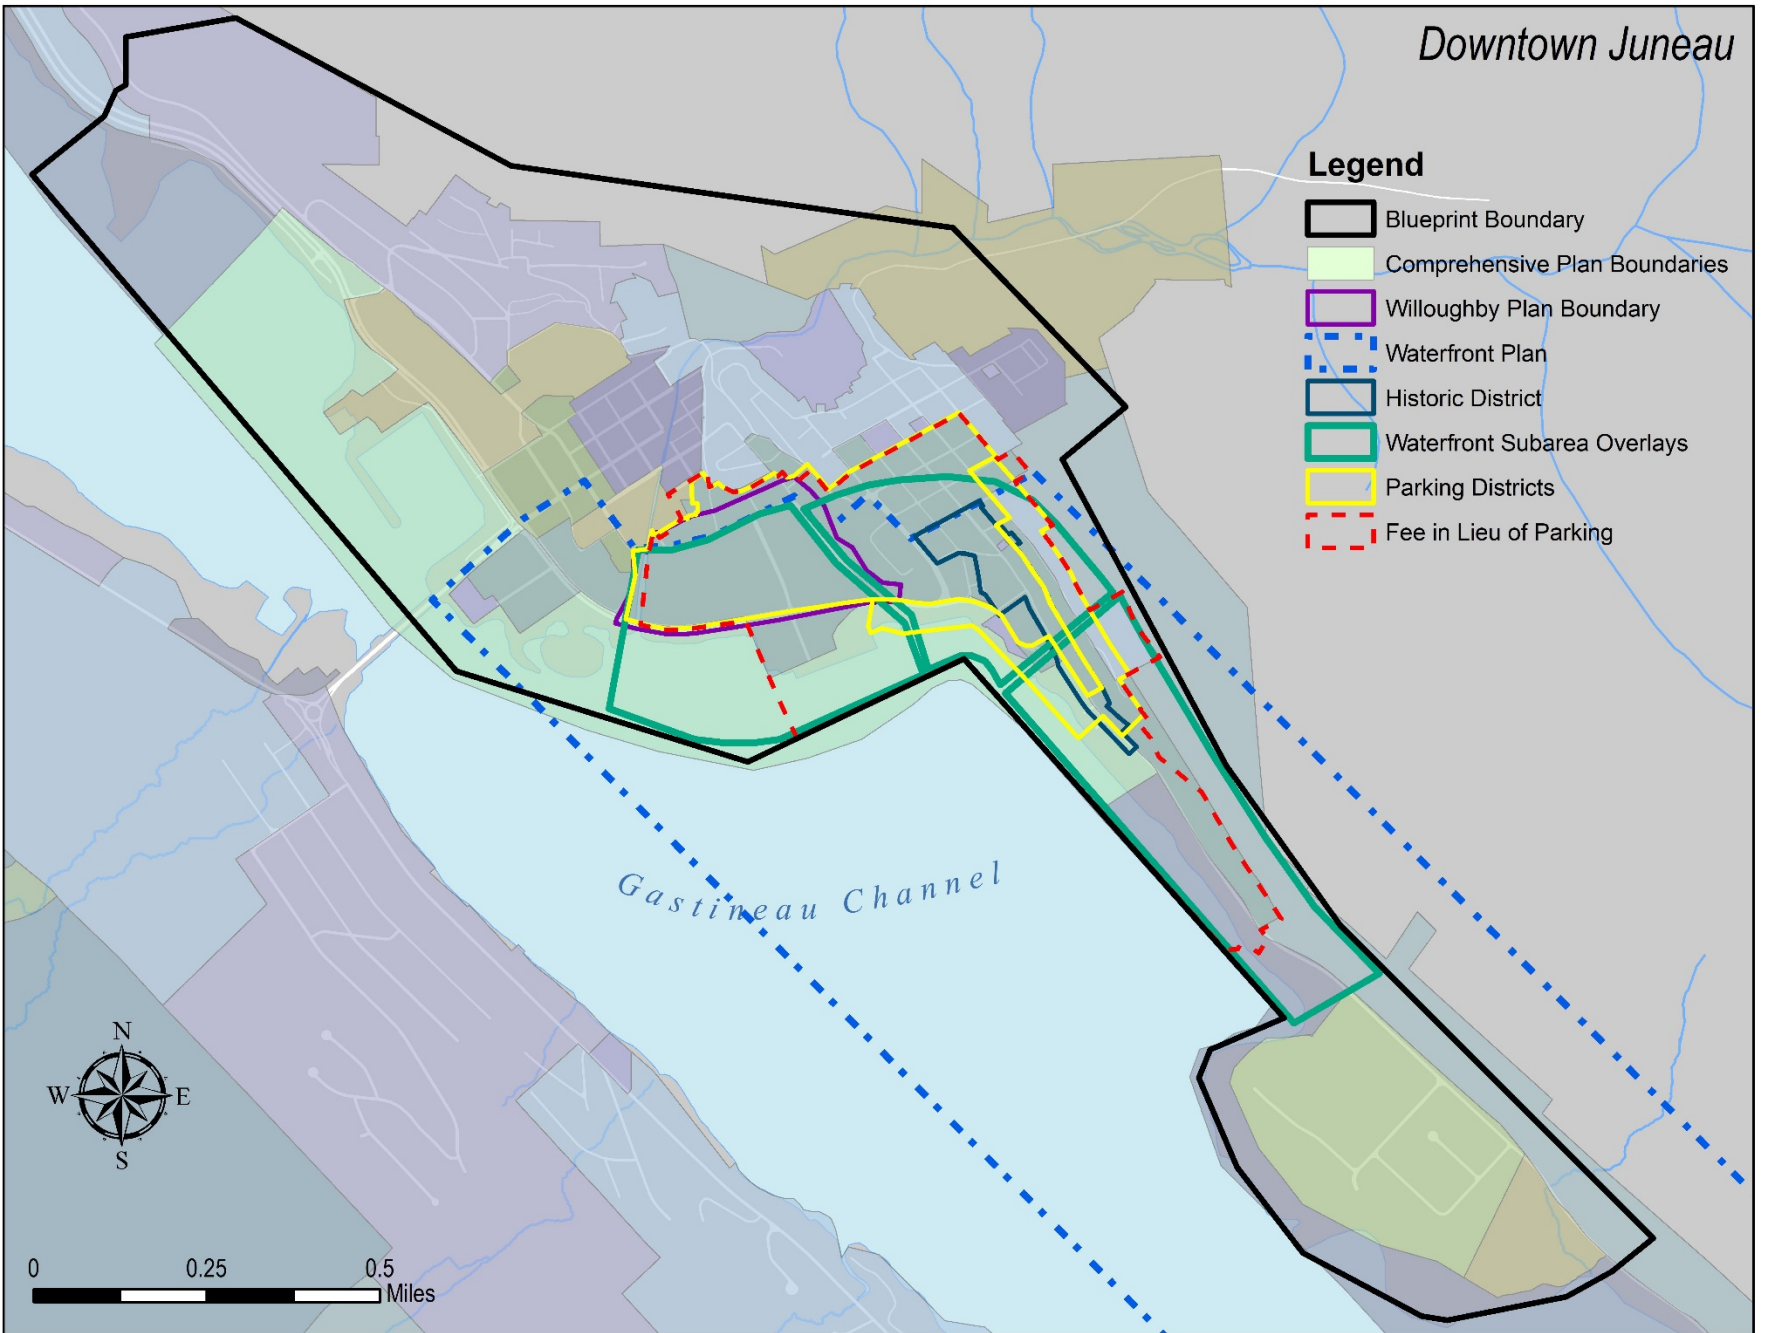 Downtown Juneau
Legend
Blueprint Boundary
Comprehensive Plan Boundaries
Willoughby Plan Boundary
Waterfront Plan
Historic District
Waterfront Subarea Overlays
Parking Districts
Fee in Lieu of Parking
Gastineau Channel
N
W E
S
0 0.25 0.5
Miles